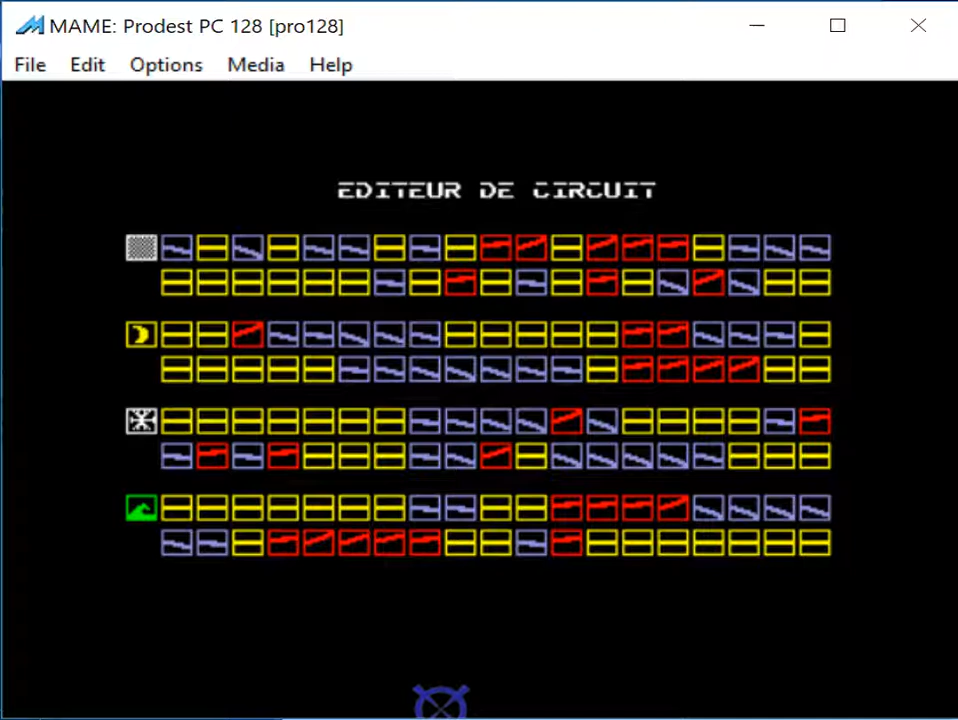 MAME: Prodest PC 128 [pro128]
File Edit Options Media Help
EDITEUR DE CIRCUIT